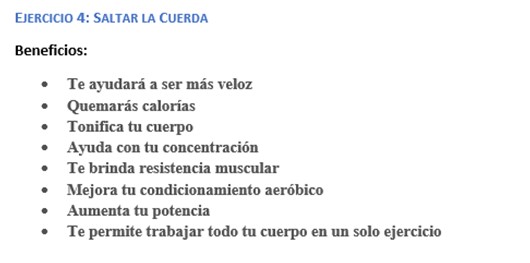 EJERCICIO 4: SALTAR LA CUERDA
Beneficios:
• Te ayudará a ser más veloz
• Quemarás calorías
• Tonifica tu cuerpo
• Ayuda con tu concentración
• Te brinda resistencia muscular
• Mejora tu condicionamiento aeróbico
• Aumenta tu potencia
• Te permite trabajar todo tu cuerpo en un solo ejercicio